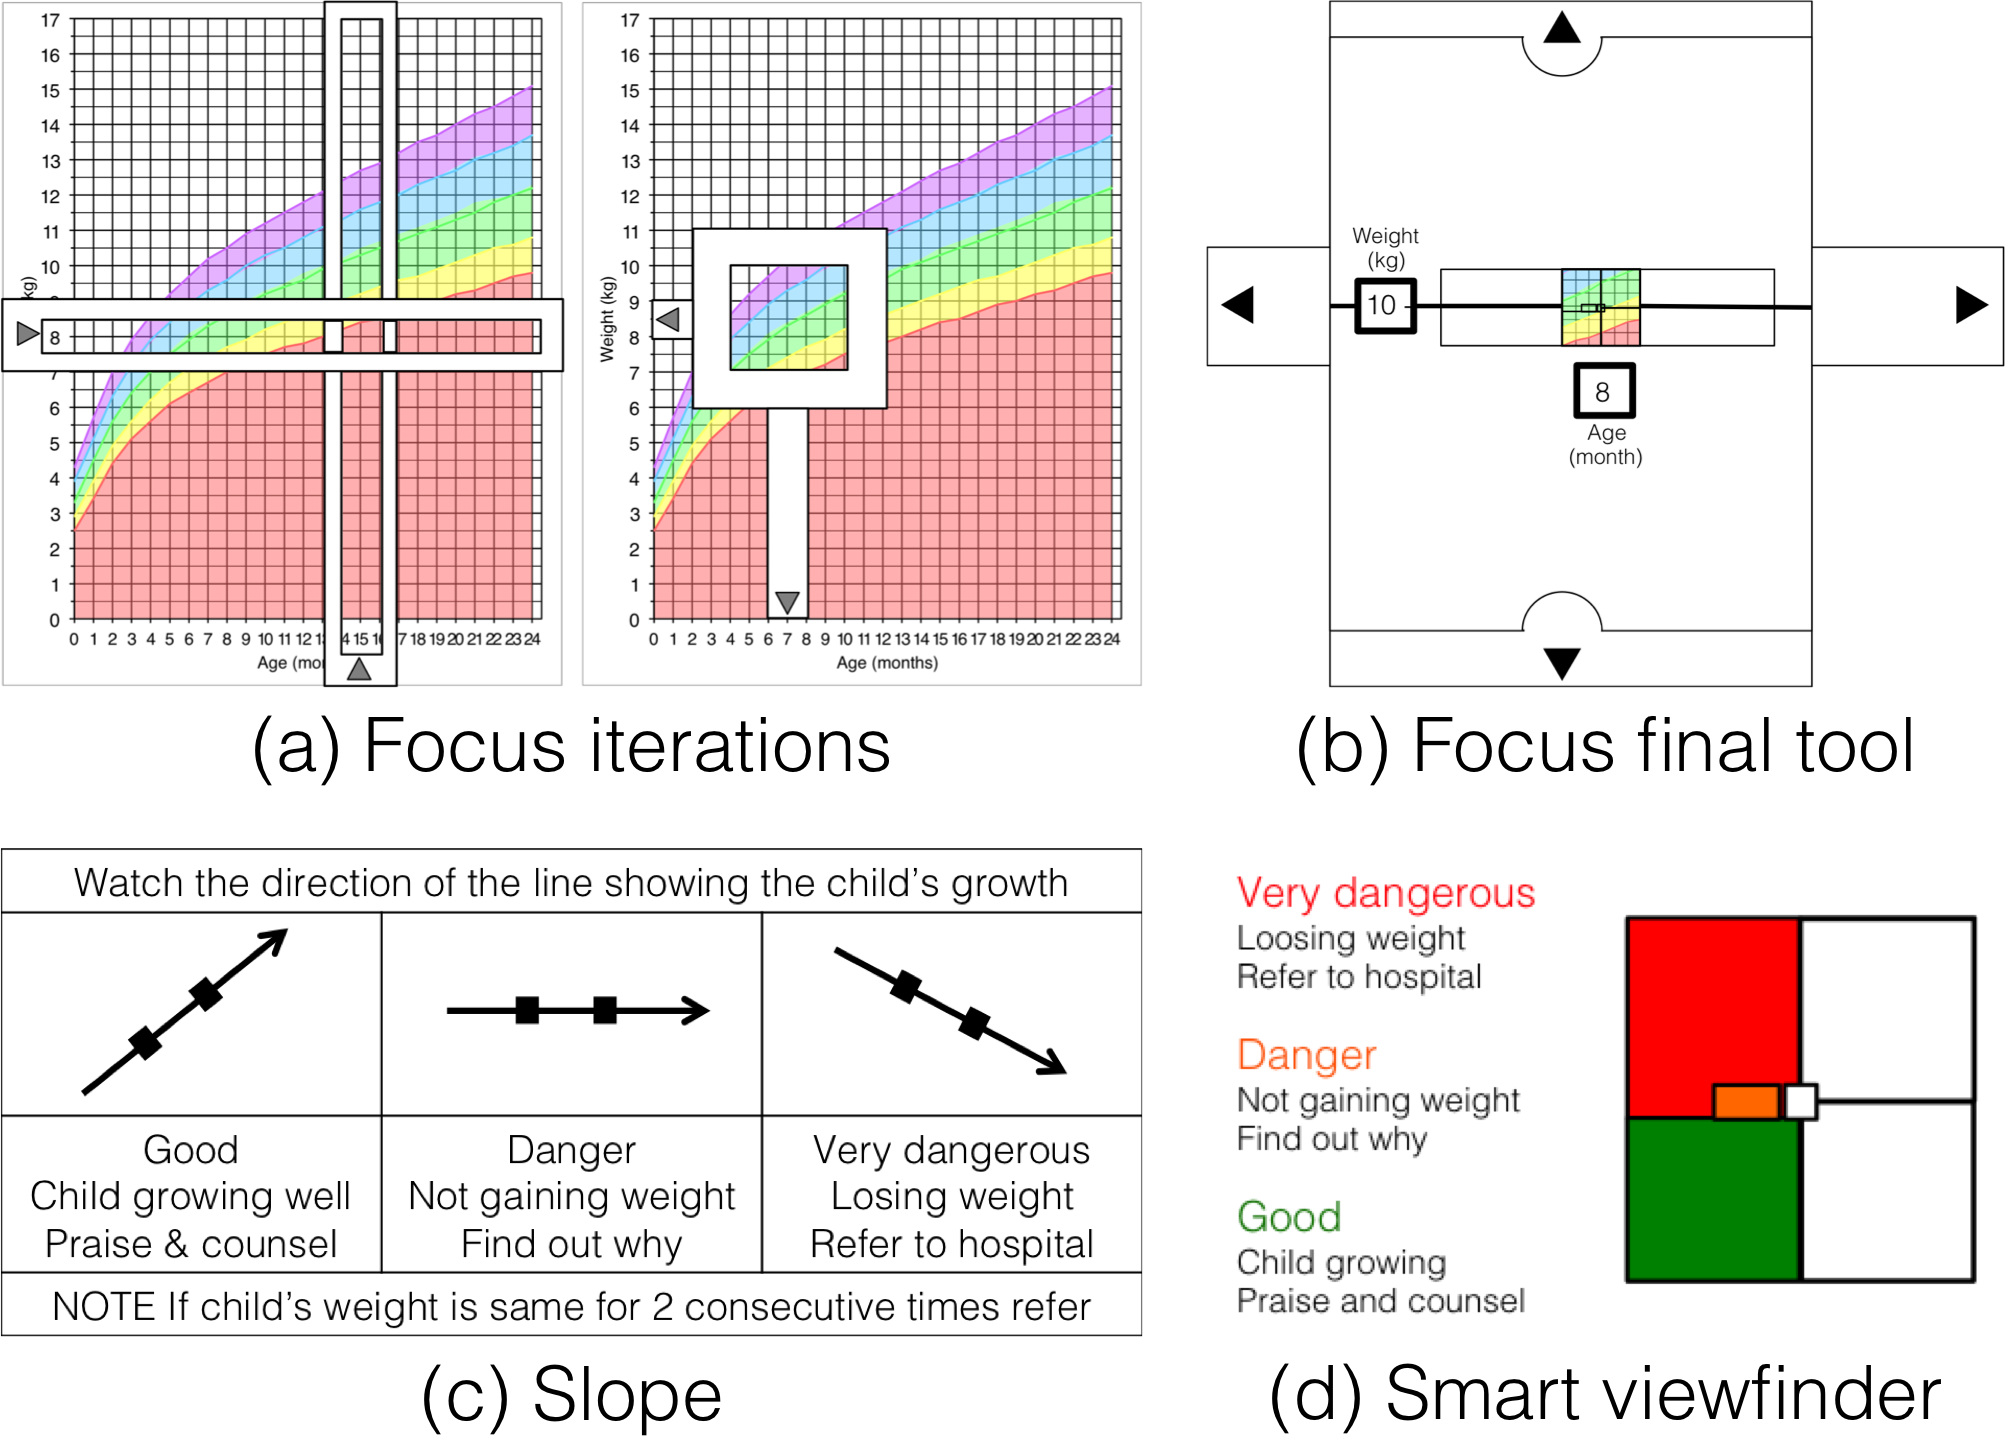 17
16
15
14
13
12
11
10
8
7
6
5
4
3
2
1
0
kg)
0 1 2 3 4 5 6 7 8 9 10 11 12 1 4 15 16 7 18 19 20 21 22 23 24
Age (mo
17
16
15
14
13
12
11
10
9
8
7
6
5
4
3
2
1
0
Weight (kg)
0 1 2 3 4 5 6 7 8 9 10 11 12 13 14 15 16 17 18 19 20 21 22 23 24
Age (months)
(a) Focus iterations
Weight
(kg)
10
8
Age
(month)
(b) Focus final tool
Watch the direction of the line showing the child's growth
Good
Child growing well
Praise & counsel
Danger
Not gaining weight
Find out why
Very dangerous
Losing weight
Refer to hospital
NOTE If child's weight is same for 2 consecutive times refer
(c) Slope
Very dangerous
Loosing weight
Refer to hospital
Danger
Not gaining weight
Find out why
Good
Child growing
Praise and counsel
(d) Smart viewfinder